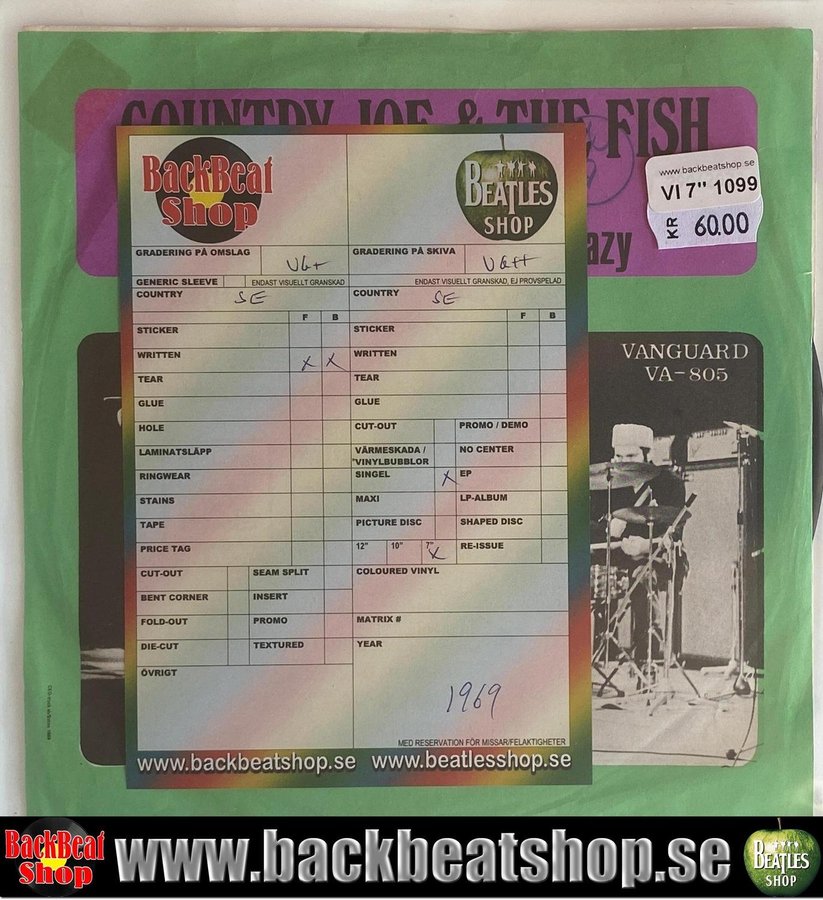 COUNTRY JOE & THE FISH
www.backbeatshop.se
VI 7" 1099
KR 60.00
azy
BackBeat
Shop
BEATLES
SHOP
GRADERING PÅ OMSLAG VG+
GRADERING PÅ SKIVA VG++
GENERIC SLEEVE ENDAST VISUELLT GRANSKAD
ENDAST VISUELLT GRANSKAD, EJ PROVSPELAD
COUNTRY SE
COUNTRY SE
F B
F B
STICKER
STICKER
WRITTEN X X
WRITTEN
TEAR
TEAR
GLUE
GLUE
HOLE
CUT-OUT PROMO / DEMO
LAMINATSLÄPP
VÄRMESKADA / NO CENTER
"VINYLBUBBLOR
RINGWEAR
SINGEL X EP
STAINS
MAXI LP-ALBUM
TAPE
PICTURE DISC SHAPED DISC
PRICE TAG
12" 10" 7" X RE-ISSUE
CUT-OUT SEAM SPLIT
COLOURED VINYL
BENT CORNER INSERT
FOLD-OUT PROMO
MATRIX #
DIE-CUT TEXTURED
YEAR
ÖVRIGT
1969
MED RESERVATION FÖR MISSAR/FELAKTIGHETER
www.backbeatshop.se www.beatlesshop.se
VANGUARD
VA-805
BackBeat
Shop
www.backbeatshop.se
BEATLES
SHOP